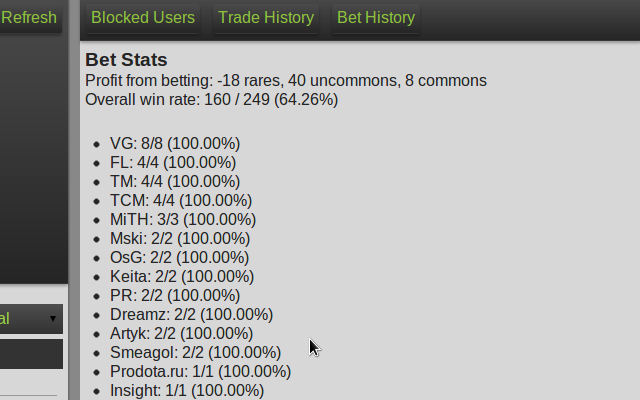 Refresh
Blocked Users Trade History Bet History
Bet Stats
Profit from betting: -18 rares, 40 uncommons, 8 commons
Overall win rate: 160 / 249 (64.26%)
VG: 8/8 (100.00%)
FL: 4/4 (100.00%)
TM: 4/4 (100.00%)
TCM: 4/4 (100.00%)
MiTH: 3/3 (100.00%)
Mski: 2/2 (100.00%)
OsG: 2/2 (100.00%)
Keita: 2/2 (100.00%)
PR: 2/2 (100.00%)
Dreamz: 2/2 (100.00%)
al
Artyk: 2/2 (100.00%)
Smeagol: 2/2 (100.00%)
Prodota.ru: 1/1 (100.00%)
Insight: 1/1 (100.00%)